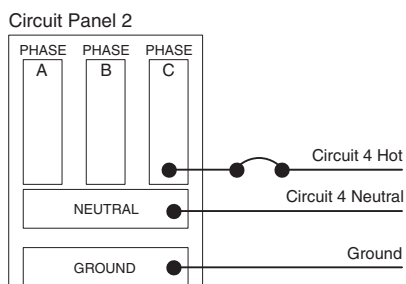 Circuit Panel 2
PHASE PHASE PHASE
A B C
Circuit 4 Hot
Circuit 4 Neutral
NEUTRAL
Ground
GROUND